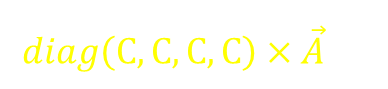 𝑑𝑖𝑎𝑔(C, C, C, C) × 𝐴⃗